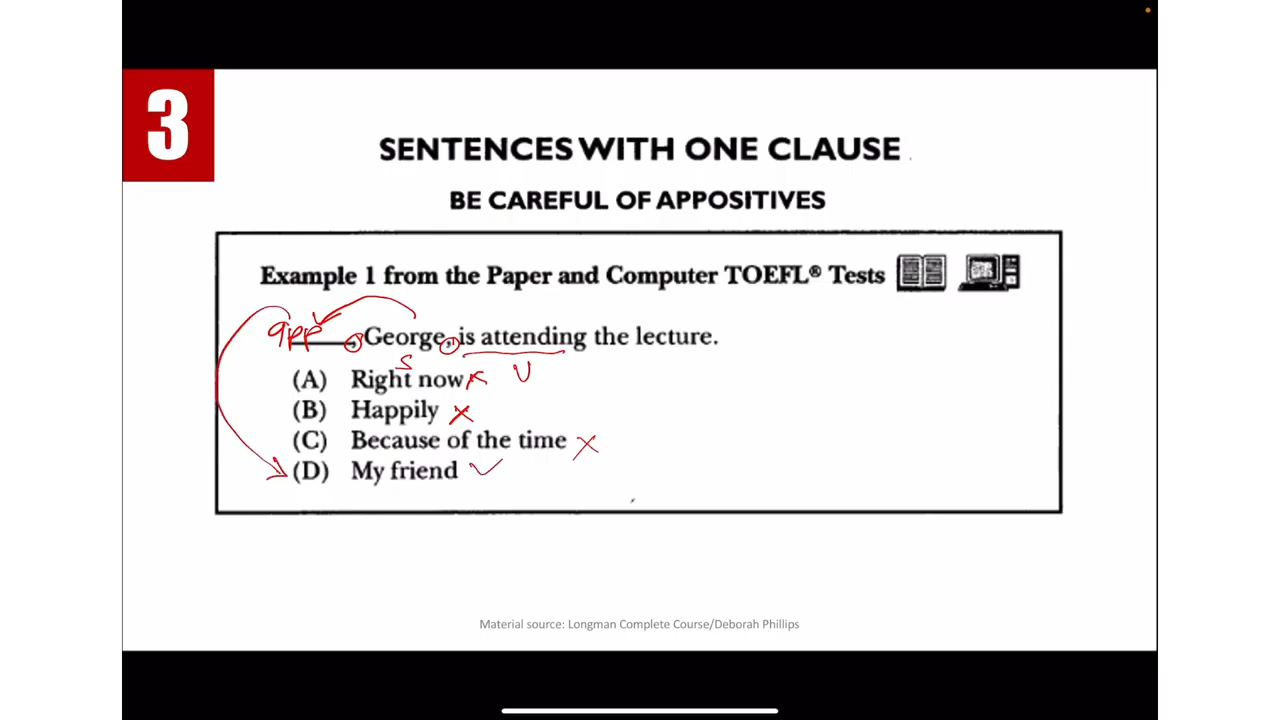 3
SENTENCES WITH ONE CLAUSE
BE CAREFUL OF APPOSITIVES
Example 1 from the Paper and Computer TOEFL® Tests
app
______, George, is attending the lecture.
S
V
(A) Right now x
(B) Happily x
(C) Because of the time x
(D) My friend ✓
Material source: Longman Complete Course/Deborah Phillips